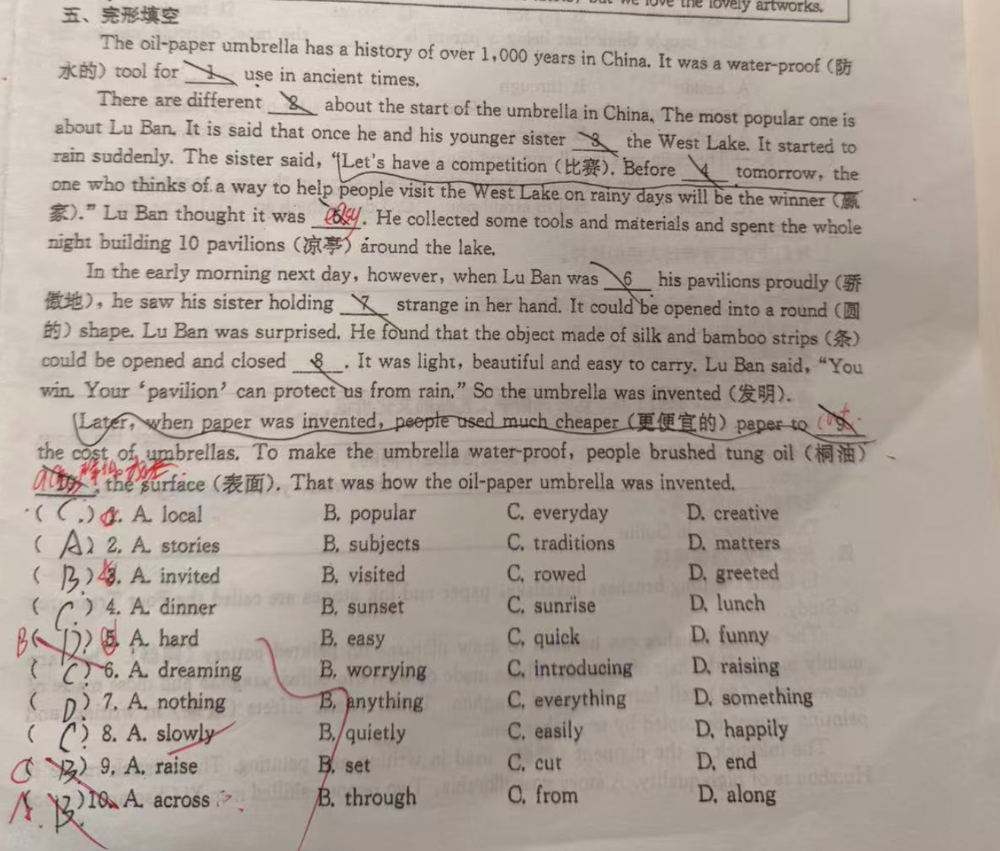 the lovely artworks.
五、完形填空
The oil-paper umbrella has a history of over 1,000 years in China. It was a water-proof (防
水的) tool for 1 use in ancient times.
There are different 2 about the start of the umbrella in China. The most popular one is
about Lu Ban. It is said that once he and his younger sister 3 the West Lake. It started to
rain suddenly. The sister said, “Let's have a competition (比赛). Before 4 tomorrow, the
one who thinks of a way to help people visit the West Lake on rainy days will be the winner (赢
家).” Lu Ban thought it was easy. He collected some tools and materials and spent the whole
night building 10 pavilions (凉亭) around the lake.
In the early morning next day, however, when Lu Ban was 6 his pavilions proudly (骄
傲地), he saw his sister holding 7 strange in her hand. It could be opened into a round (圆
的) shape. Lu Ban was surprised. He found that the object made of silk and bamboo strips (条)
could be opened and closed 8. It was light, beautiful and easy to carry. Lu Ban said, “You
win. Your ‘pavilion’ can protect us from rain.” So the umbrella was invented (发明).
Later, when paper was invented, people used much cheaper (更便宜的) paper to cut 9
the cost of umbrellas. To make the umbrella water-proof, people brushed tung oil (桐油)
10 the surface (表面). That was how the oil-paper umbrella was invented.
( C ) 1. A. local B. popular C. everyday D. creative
( A ) 2. A. stories B. subjects C. traditions D. matters
( B ) 3. A. invited B. visited C. rowed D. greeted
( C ) 4. A. dinner B. sunset C. sunrise D. lunch
B ( D ) 5. A. hard B. easy C. quick D. funny
( C ) 6. A. dreaming B. worrying C. introducing D. raising
( D ) 7. A. nothing B. anything C. everything D. something
( C ) 8. A. slowly B. quietly C. easily D. happily
C ( B ) 9. A. raise B. set C. cut D. end
A ( B ) 10. A. across B. through C. from D. along